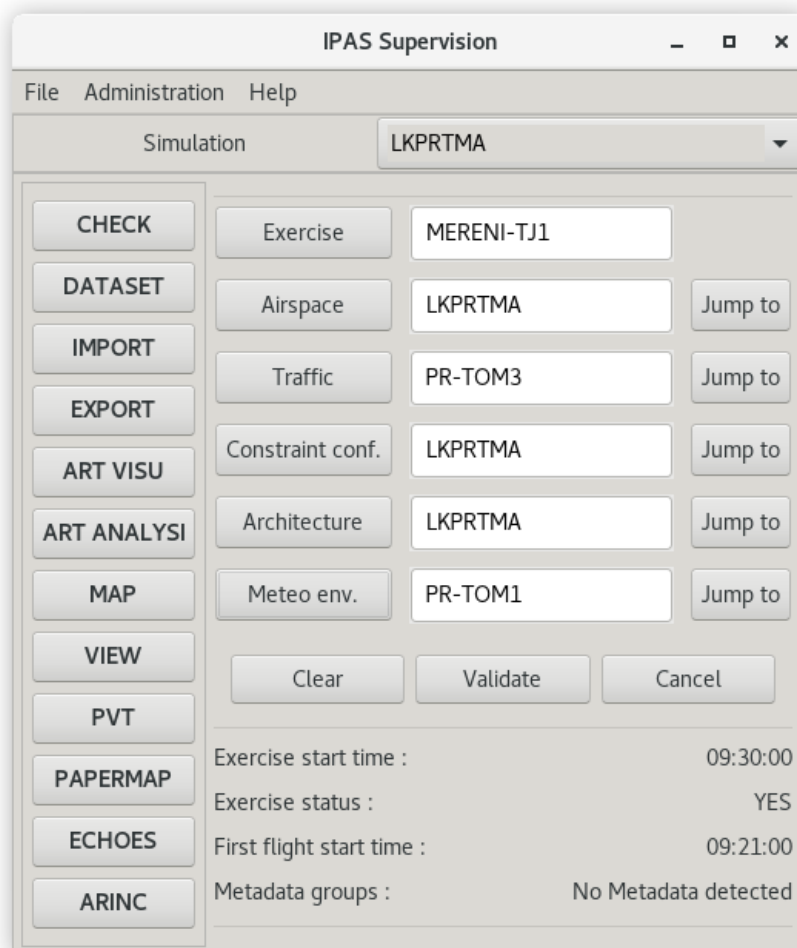 IPAS Supervision
File Administration Help
Simulation LKPRTMA
CHECK
DATASET
IMPORT
EXPORT
ART VISU
ART ANALYSI
MAP
VIEW
PVT
PAPERMAP
ECHOES
ARINC
Exercise MERENI-TJ1
Airspace LKPRTMA Jump to
Traffic PR-TOM3 Jump to
Constraint conf. LKPRTMA Jump to
Architecture LKPRTMA Jump to
Meteo env. PR-TOM1 Jump to
Clear Validate Cancel
Exercise start time : 09:30:00
Exercise status : YES
First flight start time : 09:21:00
Metadata groups : No Metadata detected